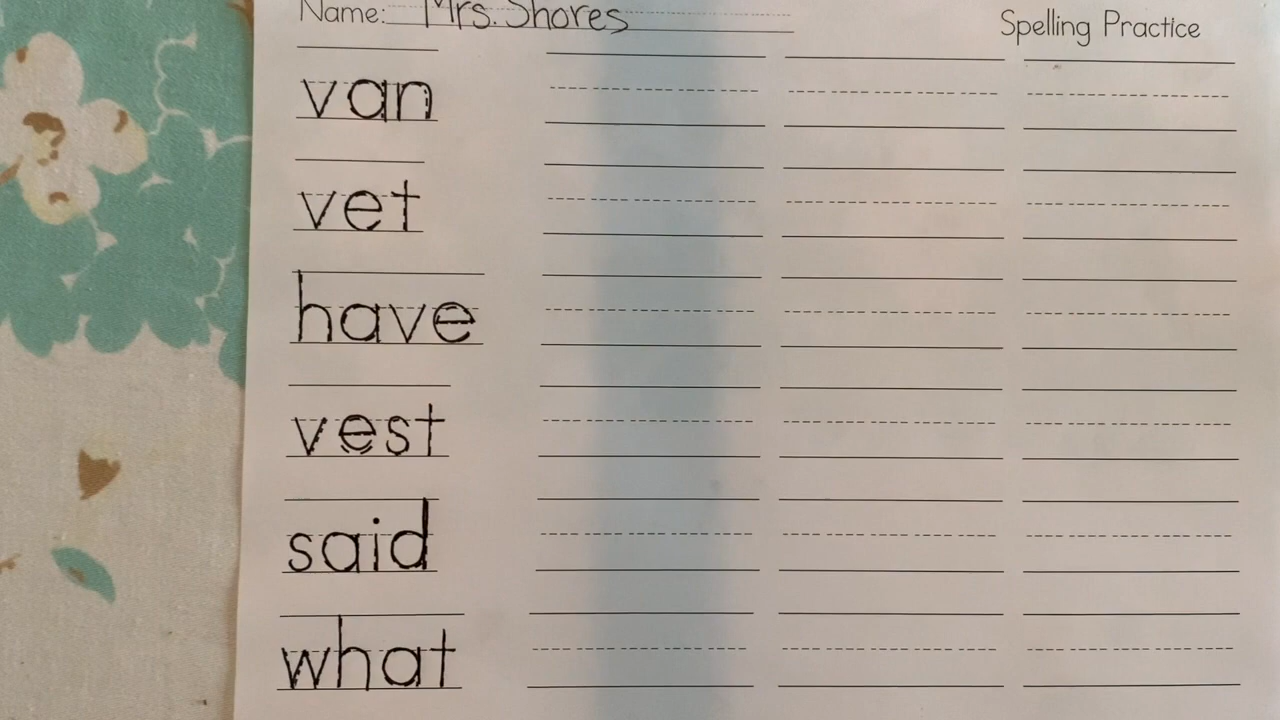 Name: Mrs. Shores
Spelling Practice
van
vet
have
vest
said
what